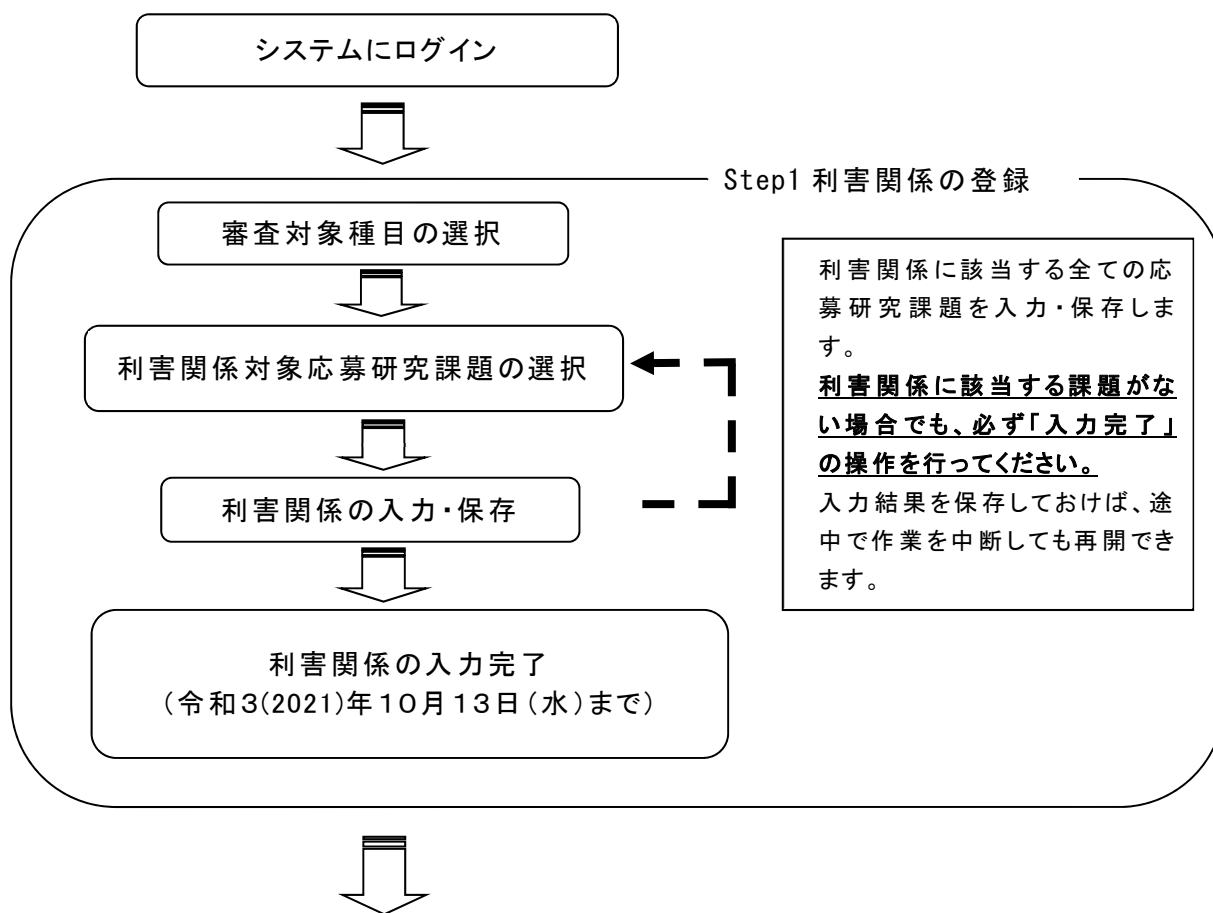 システムにログイン
Step1 利害関係の登録
審査対象種目の選択
利害関係対象応募研究課題の選択
利害関係の入力・保存
利害関係の入力完了
（令和３(2021)年１０月１３日（水）まで）
利害関係に該当する全ての応
募研究課題を入力・保存しま
す。
利害関係に該当する課題がな
い場合でも、必ず「入力完了」
の操作を行ってください。
入力結果を保存しておけば、途
中で作業を中断しても再開でき
ます。